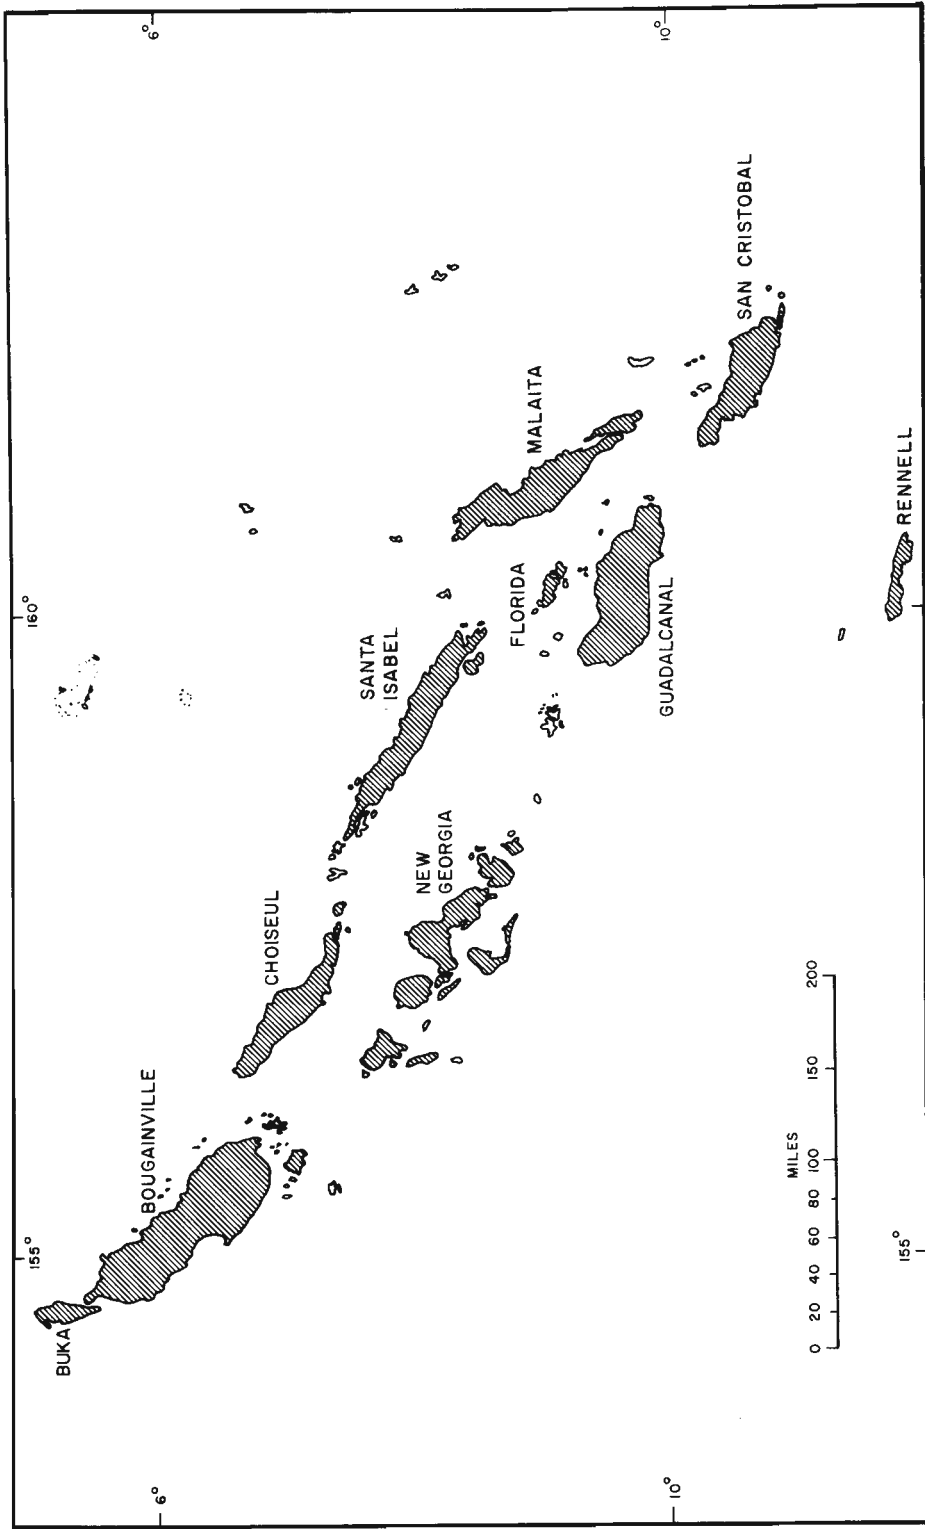 155°
160°
6°
6°
BUKA
BOUGAINVILLE
CHOISEUL
SANTA
ISABEL
NEW
GEORGIA
FLORIDA
MALAITA
GUADALCANAL
SAN CRISTOBAL
RENNELL
10°
10°
MILES
0 20 40 60 80 100 150 200
155°